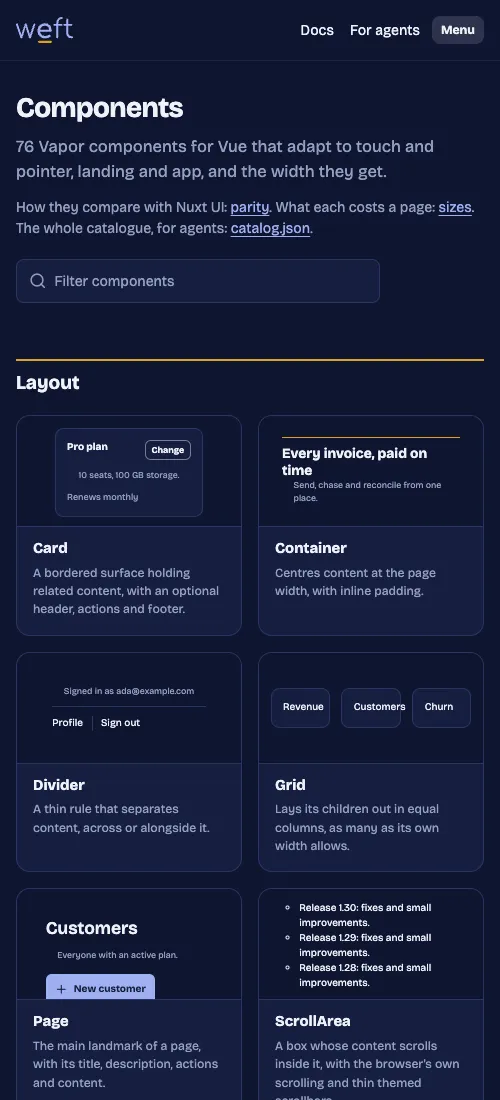 weft
Docs For agents Menu
Components
76 Vapor components for Vue that adapt to touch and
pointer, landing and app, and the width they get.
How they compare with Nuxt UI: parity. What each costs a page: sizes.
The whole catalogue, for agents: catalog.json.
Filter components
Layout
Pro plan
Change
10 seats, 100 GB storage.
Renews monthly
Card
A bordered surface holding
related content, with an optional
header, actions and footer.
Every invoice, paid on
time
Send, chase and reconcile from one
place.
Container
Centres content at the page
width, with inline padding.
Signed in as ada@example.com
Profile Sign out
Divider
A thin rule that separates
content, across or alongside it.
Revenue Customers Churn
Grid
Lays its children out in equal
columns, as many as its own
width allows.
Customers
Everyone with an active plan.
New customer
Page
The main landmark of a page,
with its title, description, actions
and content.
Release 1.30: fixes and small
improvements.
Release 1.29: fixes and small
improvements.
Release 1.28: fixes and small
improvements.
ScrollArea
A box whose content scrolls
inside it, with the browser's own
scrolling and thin themed
scrollbars.